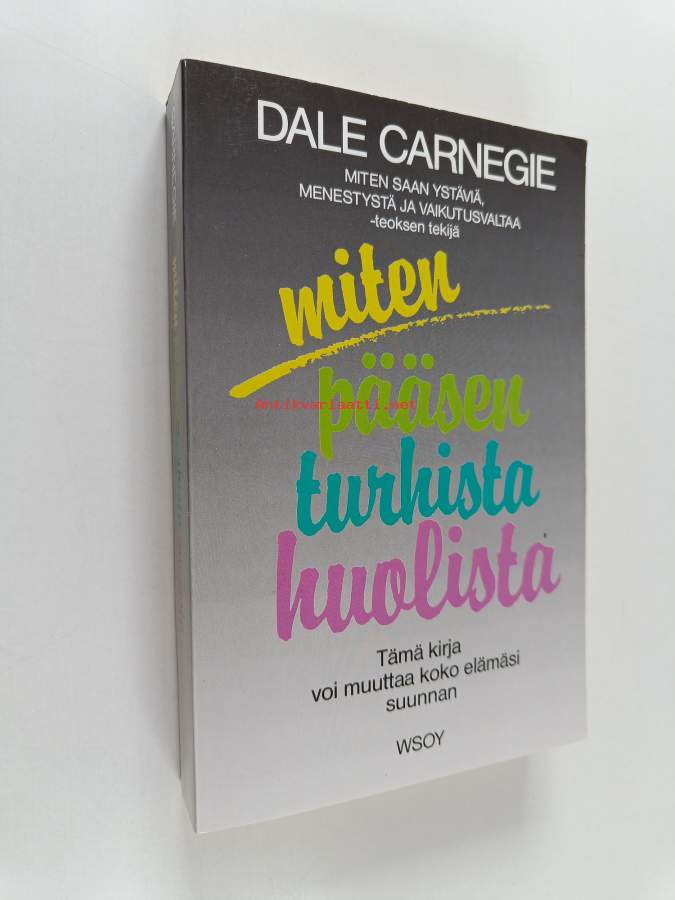 DALE CARNEGIE
MITEN SAAN YSTÄVIÄ,
MENESTYSTÄ JA VAIKUTUSVALTAA
-teoksen tekijä
miten
pääsen
Antikvariaatti.net
turhista
huolista
Tämä kirja
voi muuttaa koko elämäsi
suunnan
WSOY